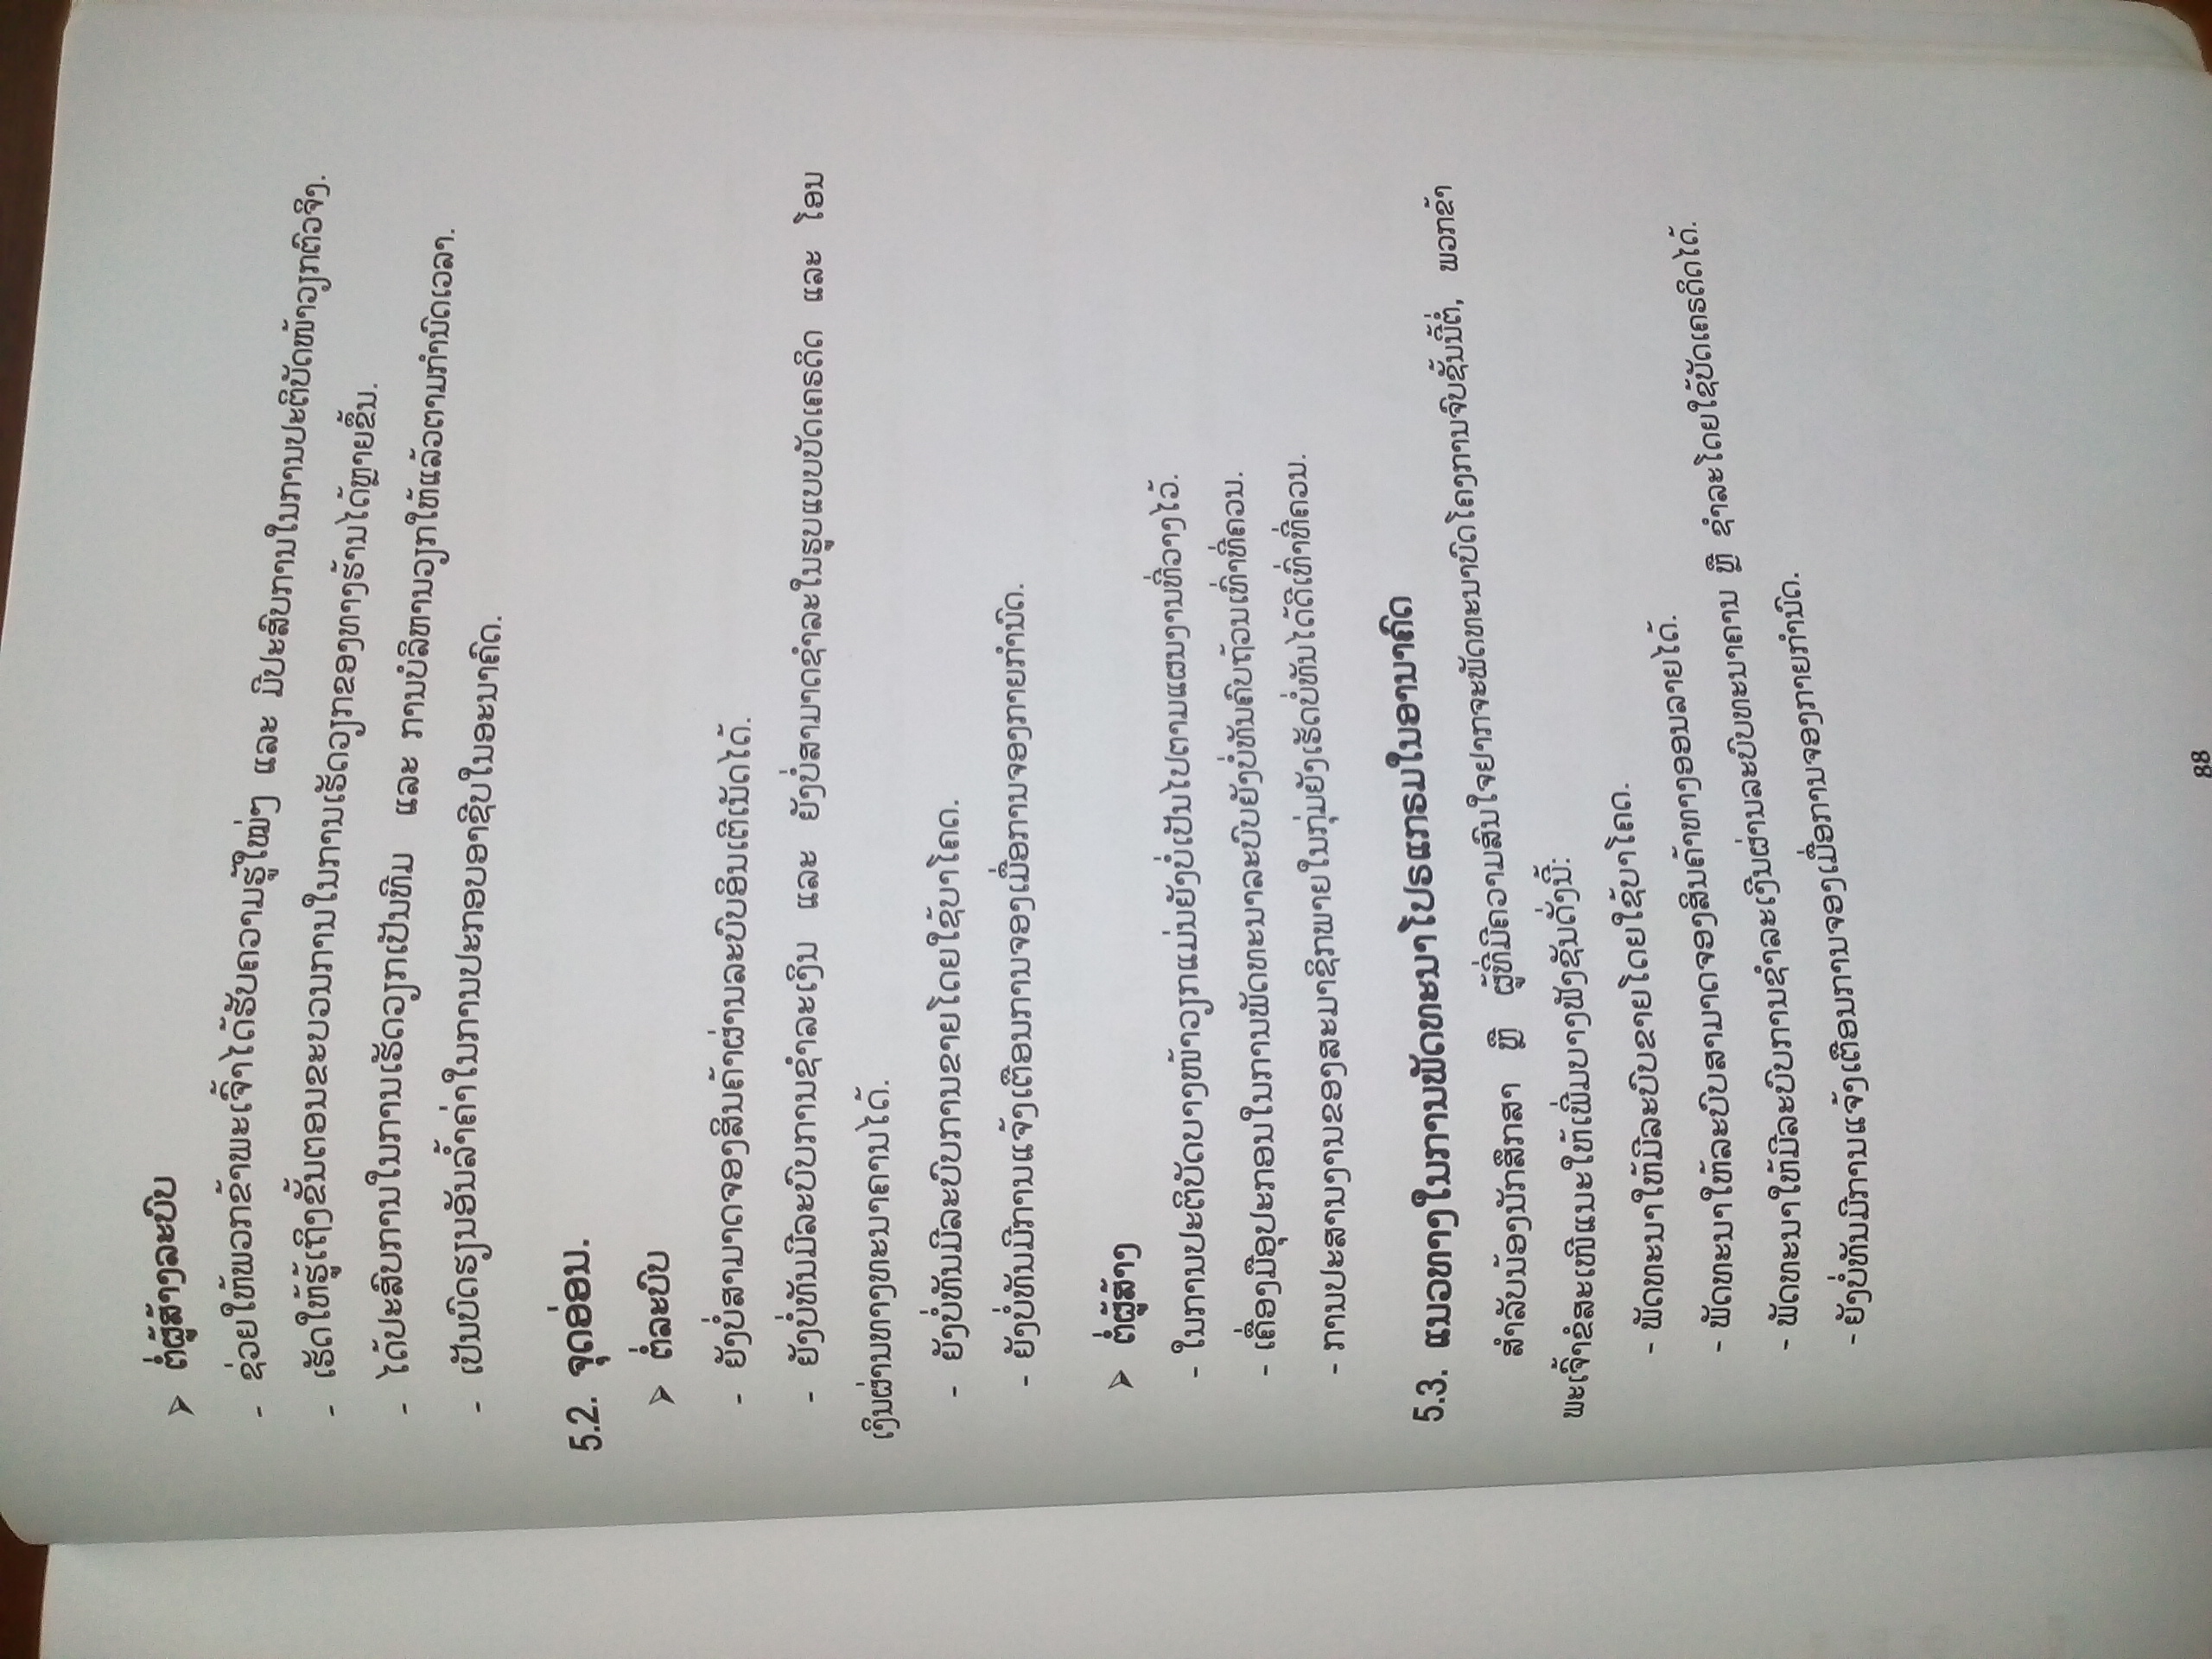 ➢ ຕໍ່ຜູ້ສ້າງລະບົບ
- ຊ່ວຍໃຫ້ພວກຂ້າພະເຈົ້າໄດ້ຮັບຄວາມຮູ້ໃໝ່ໆ ແລະ ມີປະສົບການໃນການປະຕິບັດໜ້າວຽກຕົວຈິງ.
- ເຮັດໃຫ້ຮູ້ເຖິງຂັ້ນຕອນຂະບວນການໃນການເຮັດວຽກຂອງທາງຮ້ານໄດ້ຫຼາຍຂຶ້ນ.
- ໄດ້ປະສົບການໃນການເຮັດວຽກເປັນທີມ ແລະ ການບໍລິຫານວຽກໃຫ້ແລ້ວຕາມກຳນົດເວລາ.
- ເປັນບົດຮຽນອັນລ້ຳຄ່າໃນການປະກອບອາຊີບໃນອະນາຄົດ.
5.2. ຈຸດອ່ອນ.
➢ ຕໍ່ລະບົບ
- ຍັງບໍ່ສາມາດຈອງສິນຄ້າຜ່ານລະບົບອິນເຕີເນັດໄດ້.
- ຍັງບໍ່ທັນມີລະບົບການຊຳລະເງິນ ແລະ ຍັງບໍ່ສາມາດຊຳລະໃນຮູບແບບບັດເຄຣດິດ ແລະ ໂອນ
ເງິນຜ່ານທາງທະນາຄານໄດ້.
- ຍັງບໍ່ທັນມີລະບົບການຂາຍໂດຍໃຊ້ບາໂຄດ.
- ຍັງບໍ່ທັນມີການແຈ້ງເຕືອນການຈອງເມື່ອການຈອງກາຍກຳນົດ.
➢ ຕໍ່ຜູ້ສ້າງ
- ໃນການປະຕິບັດບາງໜ້າວຽກແມ່ນຍັງບໍ່ເປັນໄປຕາມແຜນງານທີ່ວາງໄວ້.
- ເຄື່ອງມືອຸປະກອນໃນການພັດທະນາລະບົບຍັງບໍ່ທັນຄົບຖ້ວນເທົ່າທີ່ຄວນ.
- ການປະສານງານຂອງສະມາຊິກພາຍໃນກຸ່ມຍັງເຮັດບໍ່ທັນໄດ້ດີເທົ່າທີ່ຄວນ.
5.3. ແນວທາງໃນການພັດທະນາໂປຣແກຣມໃນອານາຄົດ
ສຳລັບນ້ອງນັກສຶກສາ ຫຼື ຜູ້ທີ່ມີຄວາມສົນໃຈຢາກຈະພັດທະນາບົດໂຄງການຈົບຊັ້ນນີ້ຕໍ່, ພວກຂ້າ
ພະເຈົ້າຂໍສະເໜີແນະໃຫ້ເພີ່ມບາງຟັງຊັນດັ່ງນີ້:
- ພັດທະນາໃຫ້ມີລະບົບຂາຍໂດຍໃຊ້ບາໂຄດ.
- ພັດທະນາໃຫ້ລະບົບສາມາດຈອງສິນຄ້າທາງອອນລາຍໄດ້.
- ພັດທະນາໃຫ້ມີລະບົບການຊຳລະເງິນຜ່ານລະບົບທະນາຄານ ຫຼື ຊຳລະໂດຍໃຊ້ບັດເຄຣດິດໄດ້.
- ຍັງບໍ່ທັນມີການແຈ້ງເຕືອນການຈອງເມື່ອການຈອງກາຍກຳນົດ.
88